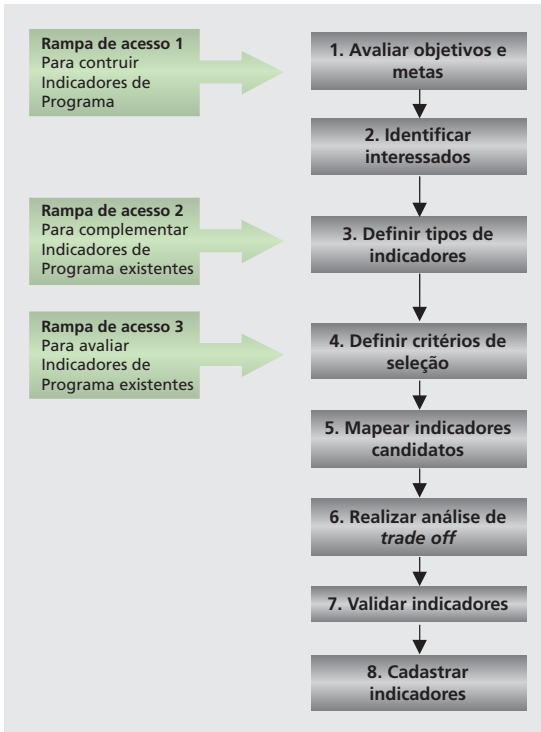 Rampa de acesso 1
Para contruir
Indicadores de
Programa
1. Avaliar objetivos e
metas
2. Identificar
interessados
Rampa de acesso 2
Para complementar
Indicadores de
Programa existentes
3. Definir tipos de
indicadores
Rampa de acesso 3
Para avaliar
Indicadores de
Programa existentes
4. Definir critérios de
seleção
5. Mapear indicadores
candidatos
6. Realizar análise de
trade off
7. Validar indicadores
8. Cadastrar
indicadores